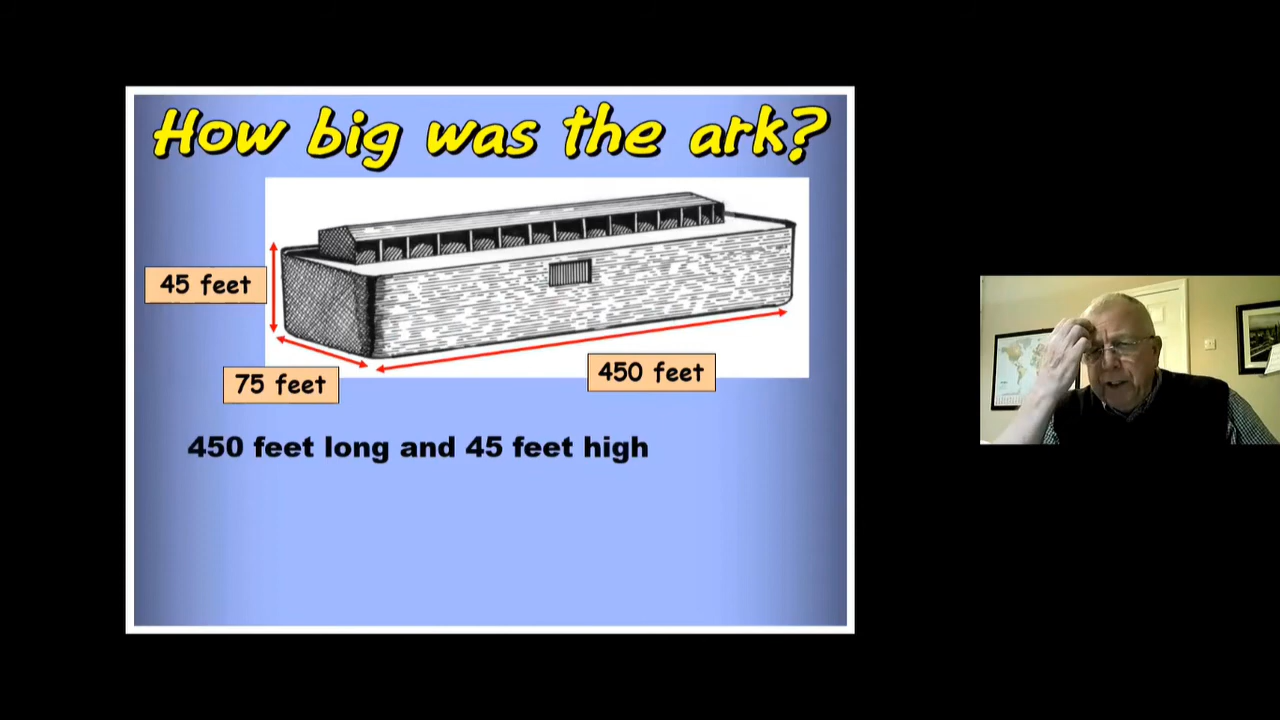 How big was the ark?
45 feet
75 feet
450 feet
450 feet long and 45 feet high